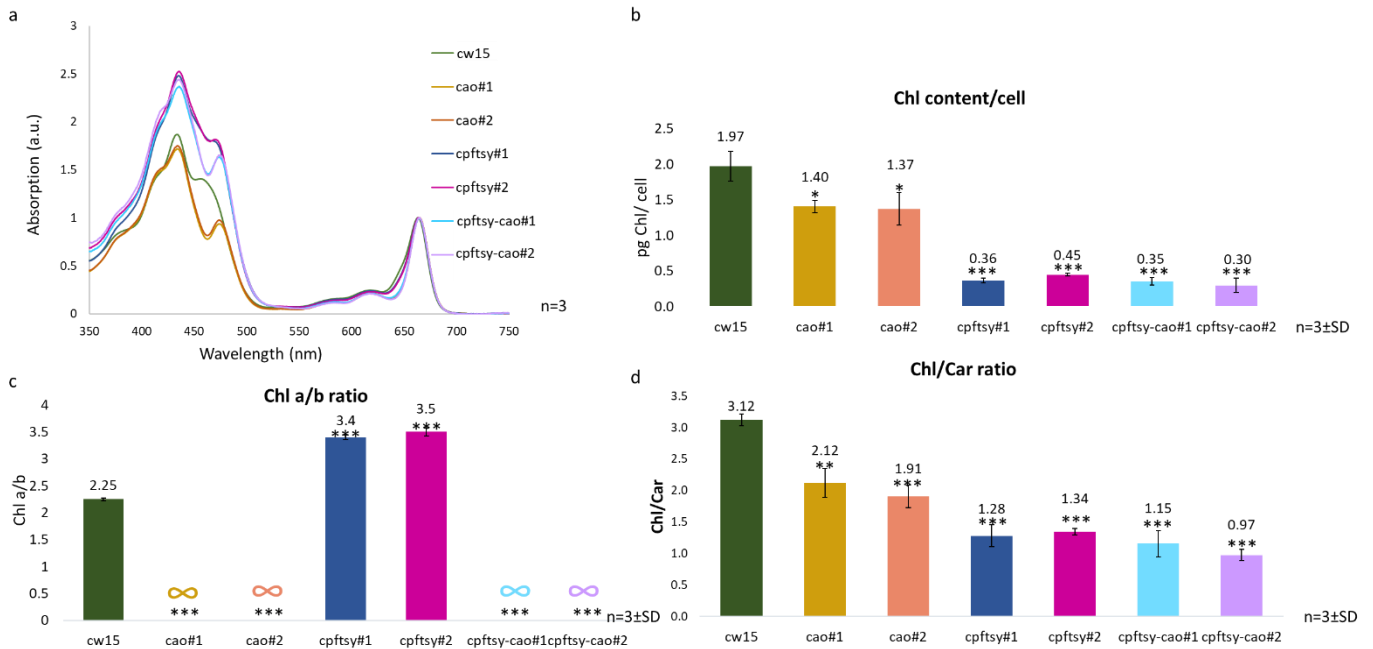 a
3
2.5
2
1.5
1
0.5
0
Absorption (a.u.)
350 400 450 500 550 600 650 700 750
Wavelength (nm)
cw15
cao#1
cao#2
cpftsy#1
cpftsy#2
cpftsy-cao#1
cpftsy-cao#2
n=3
b
Chl content/cell
2.5
2.0
1.5
1.0
0.5
0.0
pg Chl/ cell
1.97
1.40
*
1.37
*
0.36
***
0.45
***
0.35
***
0.30
***
cw15 cao#1 cao#2 cpftsy#1 cpftsy#2 cpftsy-cao#1 cpftsy-cao#2
n=3±SD
c
Chl a/b ratio
4
3.5
3
2.5
2
1.5
1
0.5
0
Chl a/b
2.25
∞
***
∞
***
3.4
***
3.5
***
∞
***
∞
***
cw15 cao#1 cao#2 cpftsy#1 cpftsy#2 cpftsy-cao#1 cpftsy-cao#2
n=3±SD
d
Chl/Car ratio
3.5
3.0
2.5
2.0
1.5
1.0
0.5
0.0
Chl/Car
3.12
2.12
**
1.91
***
1.28
***
1.34
***
1.15
***
0.97
***
cw15 cao#1 cao#2 cpftsy#1 cpftsy#2 cpftsy-cao#1 cpftsy-cao#2
n=3±SD